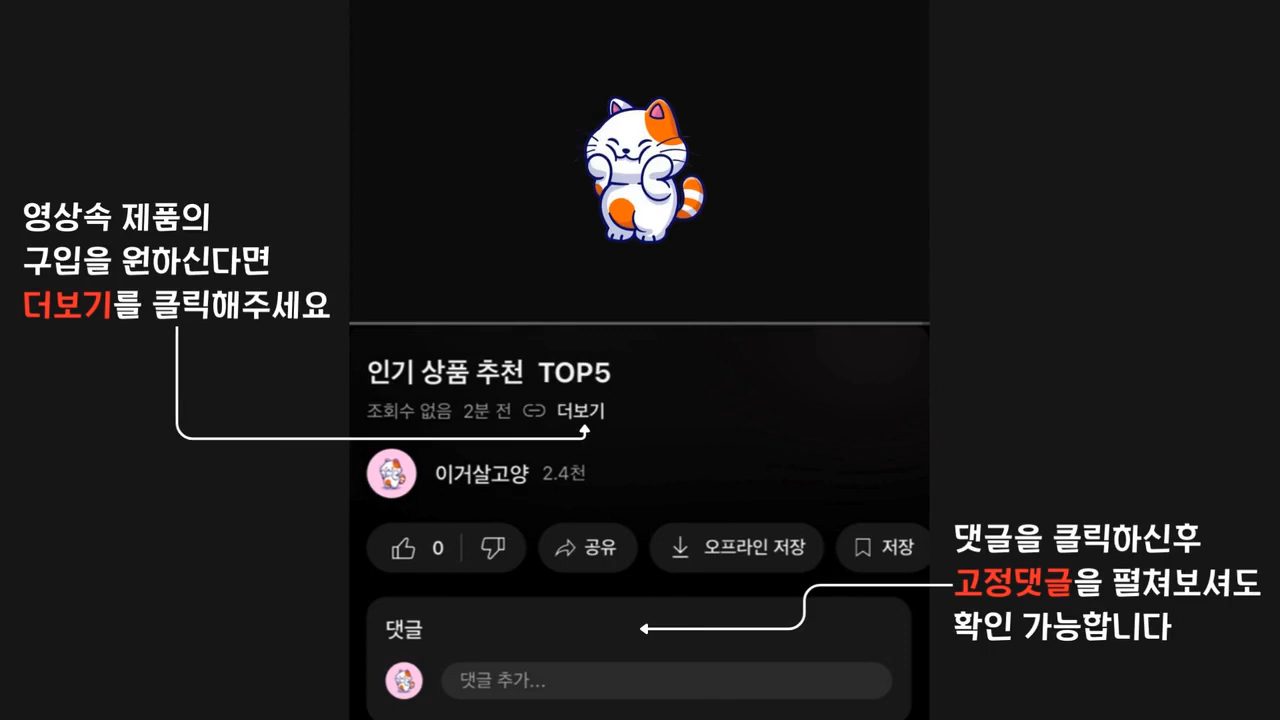 영상속 제품의
구입을 원하신다면
더보기를 클릭해주세요
인기 상품 추천 TOP5
조회수 없음 2분 전 더보기
이거살고양 2.4천
0 공유 오프라인 저장 저장
댓글을 클릭하신후
고정댓글을 펼쳐보셔도
확인 가능합니다
댓글
댓글 추가...